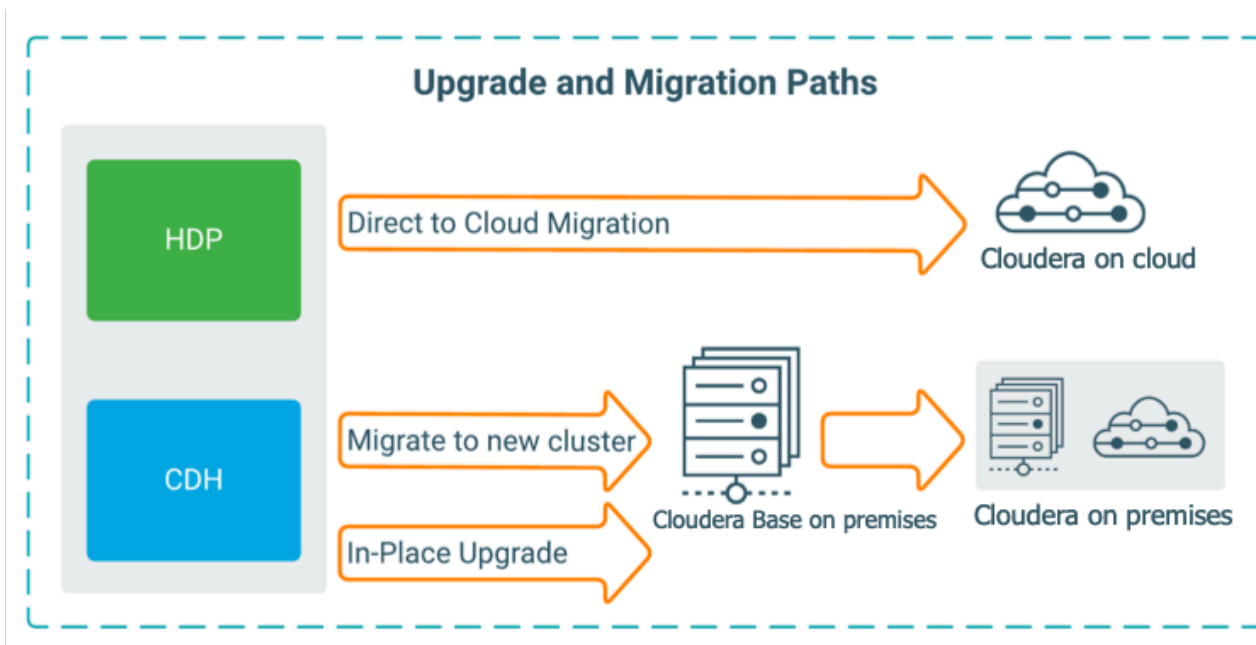 Upgrade and Migration Paths
HDP
Direct to Cloud Migration
Cloudera on cloud
CDH
Migrate to new cluster
In-Place Upgrade
Cloudera Base on premises
Cloudera on premises